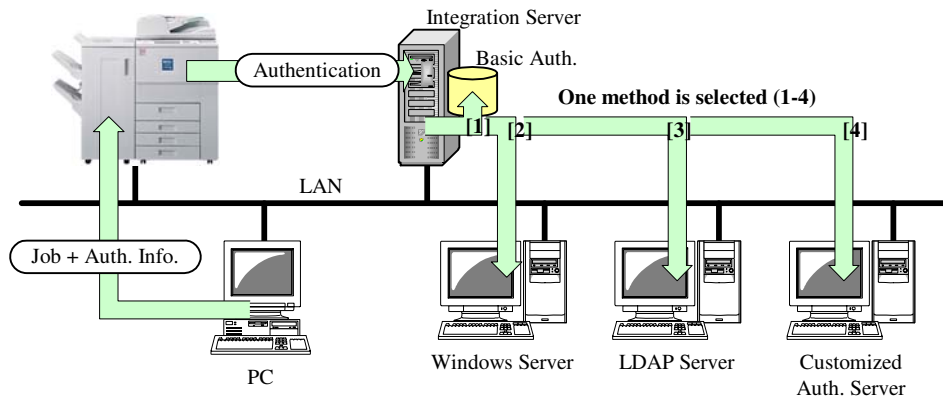 Integration Server
Basic Auth.
Authentication
One method is selected (1-4)
[1]
[2]
[3]
[4]
LAN
Job + Auth. Info.
PC
Windows Server
LDAP Server
Customized
Auth. Server